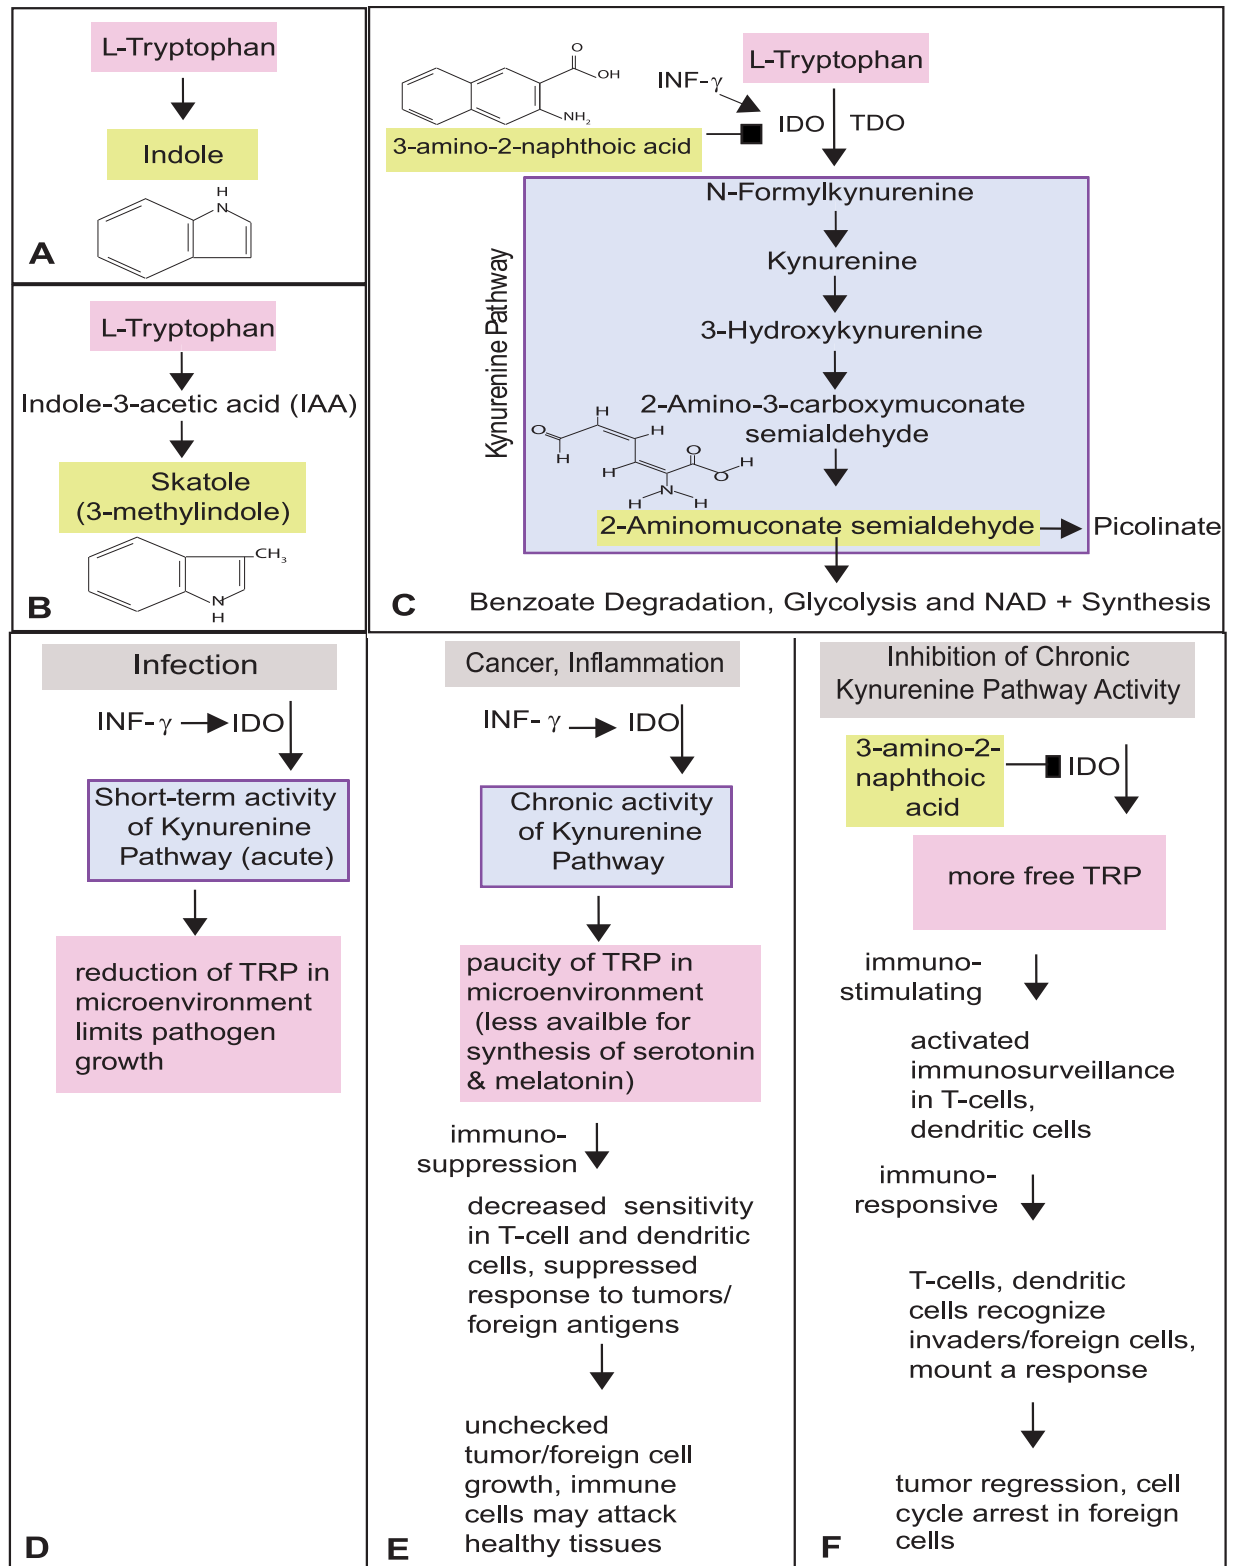 L-Tryptophan
Indole
H
N
A
L-Tryptophan
Indole-3-acetic acid (IAA)
Skatole
(3-methylindole)
CH3
N
H
B
O
OH
NH2
3-amino-2-naphthoic acid
INF-γ
L-Tryptophan
IDO
TDO
Kynurenine Pathway
N-Formylkynurenine
Kynurenine
3-Hydroxykynurenine
2-Amino-3-carboxymuconate
semialdehyde
H
O
H
H
H
O
H
O
N
H
H
2-Aminomuconate semialdehyde
Picolinate
C
Benzoate Degradation, Glycolysis and NAD + Synthesis
Infection
INF- γ
IDO
Short-term activity
of Kynurenine
Pathway (acute)
reduction of TRP in
microenvironment
limits pathogen
growth
D
Cancer, Inflammation
INF- γ
IDO
Chronic activity
of Kynurenine
Pathway
paucity of TRP in
microenvironment
(less availble for
synthesis of serotonin
& melatonin)
immuno-
suppression
decreased sensitivity
in T-cell and dendritic
cells, suppressed
response to tumors/
foreign antigens
unchecked
tumor/foreign cell
growth, immune
cells may attack
healthy tissues
E
Inhibition of Chronic
Kynurenine Pathway Activity
3-amino-2-
naphthoic
acid
IDO
more free TRP
immuno-
stimulating
activated
immunosurveillance
in T-cells,
dendritic cells
immuno-
responsive
T-cells, dendritic
cells recognize
invaders/foreign cells,
mount a response
tumor regression, cell
cycle arrest in foreign
cells
F